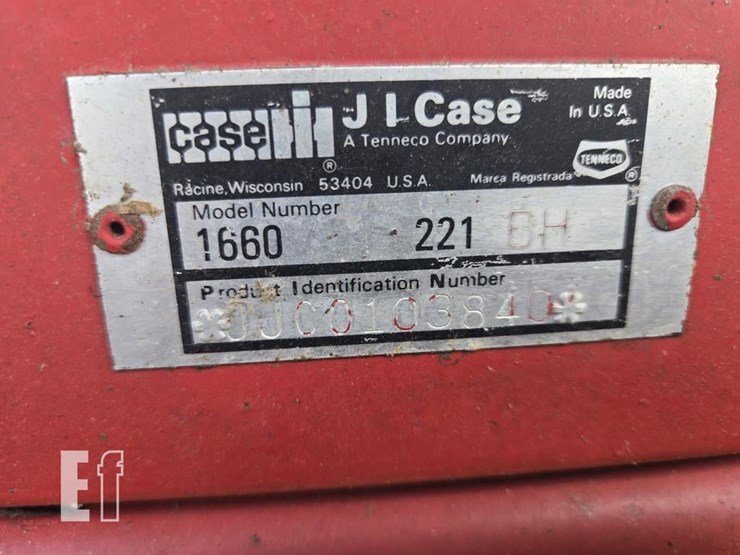 case IH ®
J I Case
A Tenneco Company
Made
In U.S.A.
TENNECO ®
Racine, Wisconsin 53404 U.S.A.
Marca Registrada
Model Number
1660 221 BH
Product Identification Number
*JJC0103840*
Ef